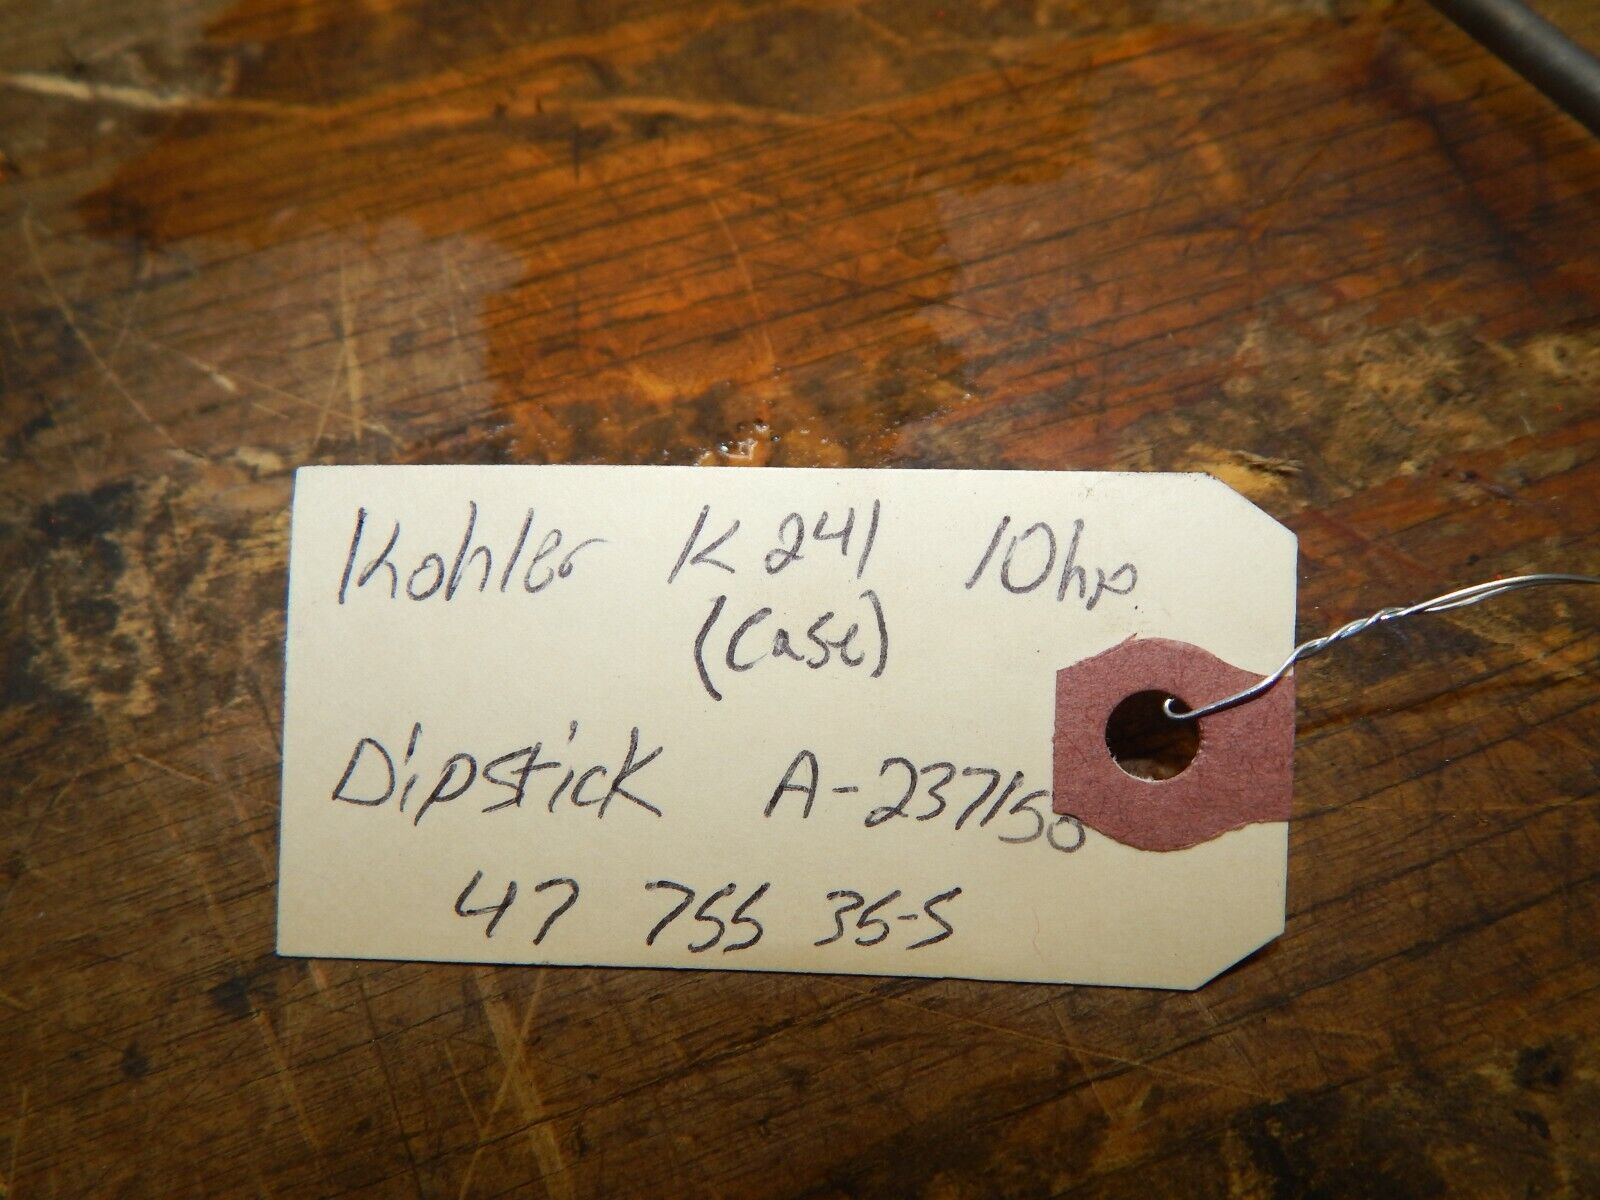 Kohler K241 10hp
(Case)
Dipstick A-237150
47 755 35-S